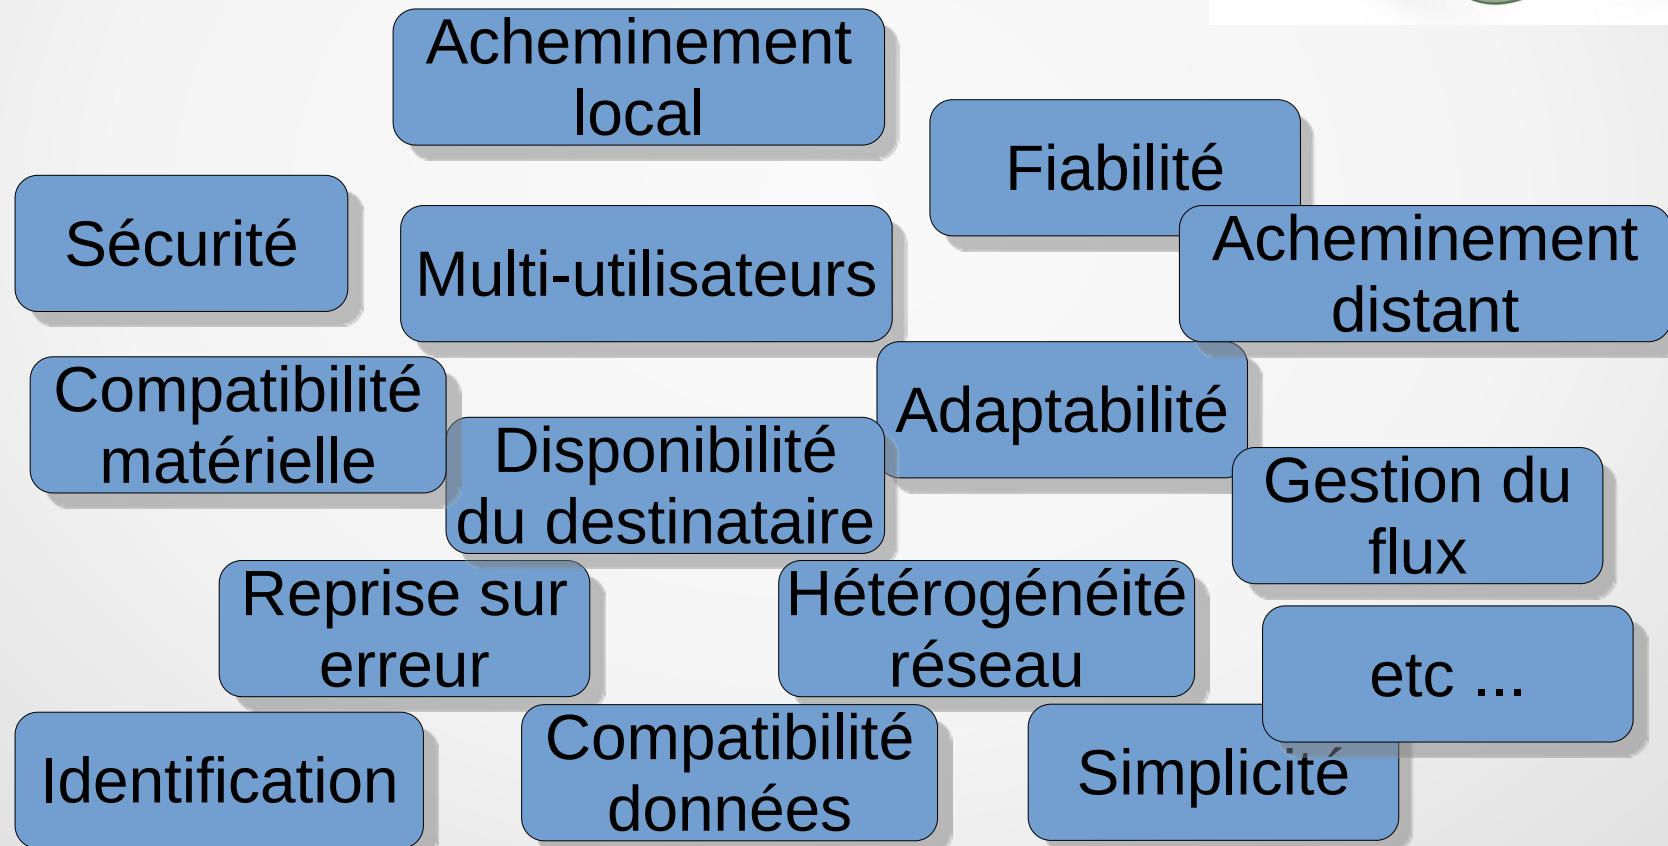 Acheminement
local
Fiabilité
Sécurité
Multi-utilisateurs
Acheminement
distant
Compatibilité
matérielle
Adaptabilité
Disponibilité
du destinataire
Gestion du
flux
Reprise sur
erreur
Hétérogénéité
réseau
etc ...
Identification
Compatibilité
données
Simplicité